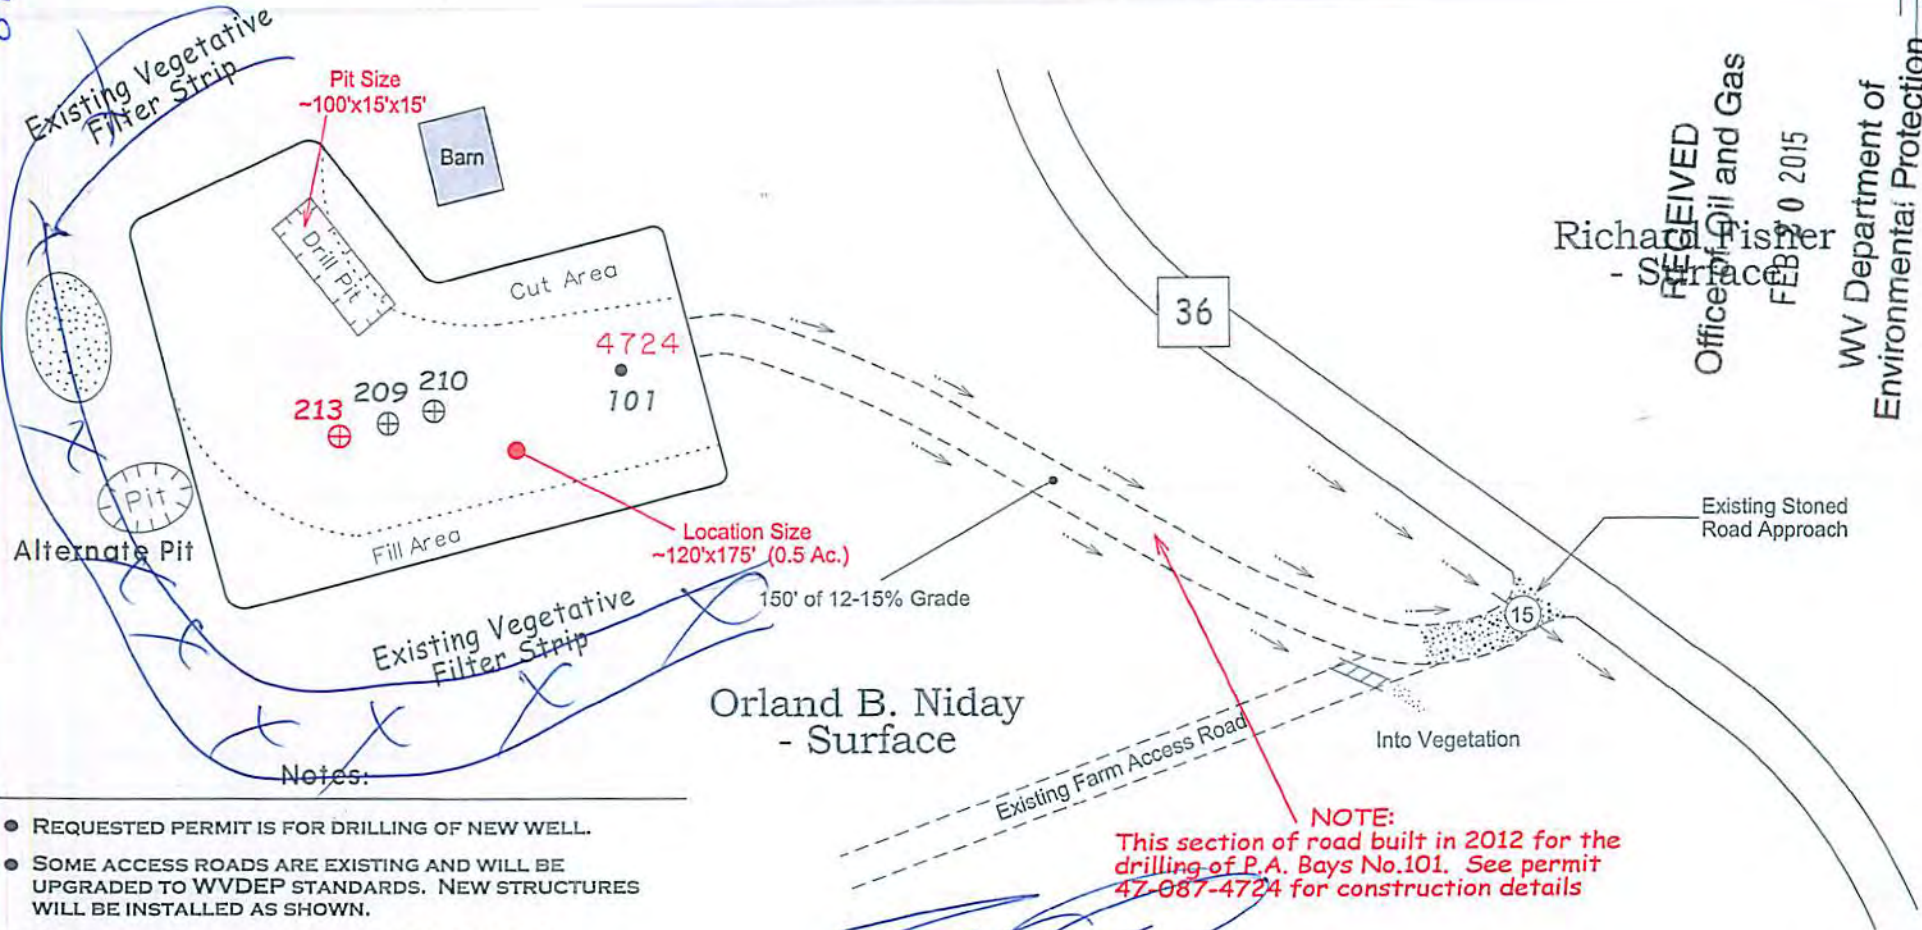 Existing Vegetative
Filter Strip
Pit Size
~100'x15'x15'
Barn
Drill Pit
Cut Area
4724
101
213
209
210
Pit
Alternate Pit
Fill Area
Location Size
~120'x175' (0.5 Ac.)
Existing Vegetative
Filter Strip
150' of 12-15% Grade
36
RECEIVED
Office of Oil and Gas
FEB 20 2015
WV Department of
Environmental Protection
Richard Fisher
- Surface
Existing Stoned
Road Approach
15
Into Vegetation
Orland B. Niday
- Surface
Existing Farm Access Road
NOTE:
This section of road built in 2012 for the
drilling of P.A. Bays No.101. See permit
47-087-4724 for construction details
Notes:
● REQUESTED PERMIT IS FOR DRILLING OF NEW WELL.
● SOME ACCESS ROADS ARE EXISTING AND WILL BE
UPGRADED TO WVDEP STANDARDS. NEW STRUCTURES
WILL BE INSTALLED AS SHOWN.